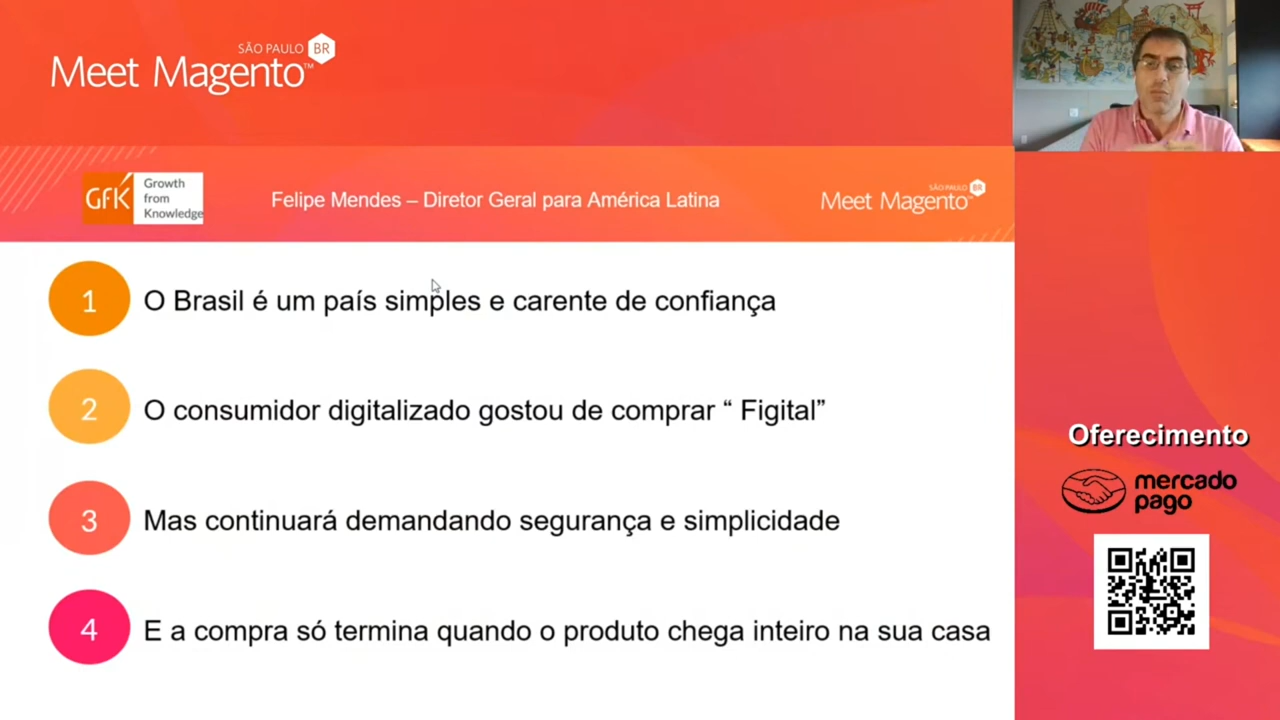 SÃO PAULO BR
Meet Magento™
GfK
Growth
from
Knowledge
Felipe Mendes – Diretor Geral para América Latina
SÃO PAULO BR
Meet Magento
1 O Brasil é um país simples e carente de confiança
2 O consumidor digitalizado gostou de comprar “ Figital”
3 Mas continuará demandando segurança e simplicidade
4 E a compra só termina quando o produto chega inteiro na sua casa
Oferecimento
mercado
pago